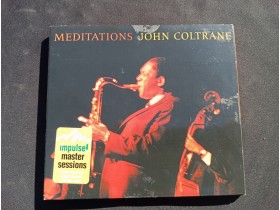 MEDITATIONS JOHN COLTRANE
impulse!
master
sessions